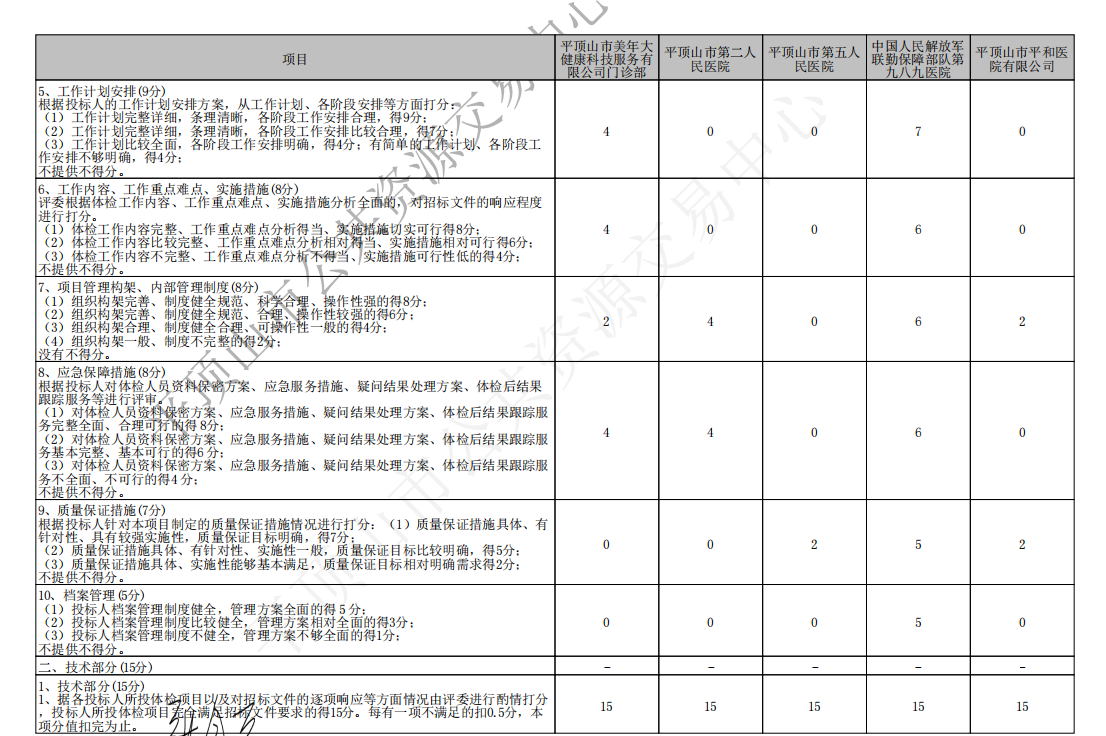 项目 平顶山市美年大健康科技服务有限公司门诊部 平顶山市第二人民医院 平顶山市第五人民医院 中国人民解放军联勤保障部队第九八九医院 平顶山市平和医院有限公司
5、工作计划安排(9分)
根据投标人的工作计划安排方案，从工作计划、各阶段安排等方面打分：
（1）工作计划完整详细，条理清晰，各阶段工作安排合理，得9分；
（2）工作计划完整详细，条理清晰，各阶段工作安排比较合理，得7分；
（3）工作计划比较全面，各阶段工作安排明确，得4分；有简单的工作计划、各阶段工
作安排不够明确，得4分；
不提供不得分。
4 0 0 7 0
6、工作内容、工作重点难点、实施措施(8分)
评委根据体检工作内容、工作重点难点、实施措施分析全面的，对招标文件的响应程度
进行打分。
（1）体检工作内容完整、工作重点难点分析得当、实施措施切实可行得8分；
（2）体检工作内容比较完整、工作重点难点分析相对得当、实施措施相对可行得6分；
（3）体检工作内容不完整、工作重点难点分析不得当、实施措施可行性低的得4分；
不提供不得分。
4 0 0 6 0
7、项目管理构架、内部管理制度(8分)
（1）组织构架完善、制度健全规范、科学合理、操作性强的得8分；
（2）组织构架完善、制度健全规范、合理、操作性较强的得6分；
（3）组织构架合理、制度健全合理、可操作性一般的得4分；
（4）组织构架一般、制度不完整的得2分；
没有不得分。
2 4 0 6 2
8、应急保障措施(8分)
根据投标人对体检人员资料保密方案、应急服务措施、疑问结果处理方案、体检后结果
跟踪服务等进行评审。
（1）对体检人员资料保密方案、应急服务措施、疑问结果处理方案、体检后结果跟踪服
务完整全面、合理可行的得 8分；
（2）对体检人员资料保密方案、应急服务措施、疑问结果处理方案、体检后结果跟踪服
务基本完整、基本可行的得6 分；
（3）对体检人员资料保密方案、应急服务措施、疑问结果处理方案、体检后结果跟踪服
务不全面、不可行的得4 分；
不提供不得分。
4 4 0 6 0
9、质量保证措施(7分)
根据投标人针对本项目制定的质量保证措施情况进行打分：（1）质量保证措施具体、有
针对性、具有较强实施性，质量保证目标明确，得7分；
（2）质量保证措施具体、有针对性、实施性一般，质量保证目标比较明确，得5分；
（3）质量保证措施具体、实施性能够基本满足，质量保证目标相对明确需求得2分；
不提供不得分。
0 0 2 5 2
10、档案管理(5分)
（1）投标人档案管理制度健全，管理方案全面的得 5 分；
（2）投标人档案管理制度比较健全，管理方案相对全面的得3分；
（3）投标人档案管理制度不健全，管理方案不够全面的得1分；
不提供不得分。
0 0 0 5 0
二、技术部分(15分) – – – – –
1、技术部分(15分)
1、据各投标人所投体检项目以及对招标文件的逐项响应等方面情况由评委进行酌情打分
，投标人所投体检项目完全满足招标文件要求的得15分。每有一项不满足的扣0.5分，本
项分值扣完为止。
15 15 15 15 15
平顶山市公共资源交易中心
平顶山市公共资源交易中心